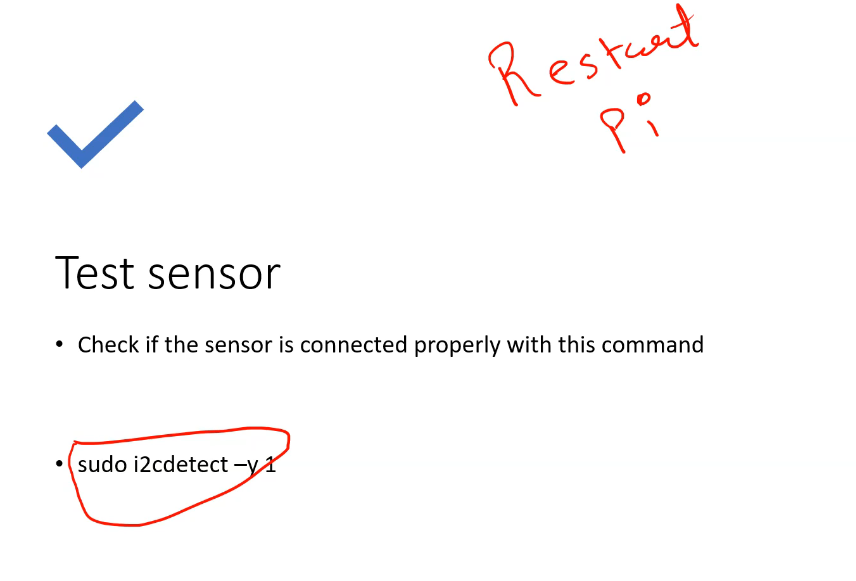 Restart
Pi
Test sensor
• Check if the sensor is connected properly with this command
• sudo i2cdetect –y 1